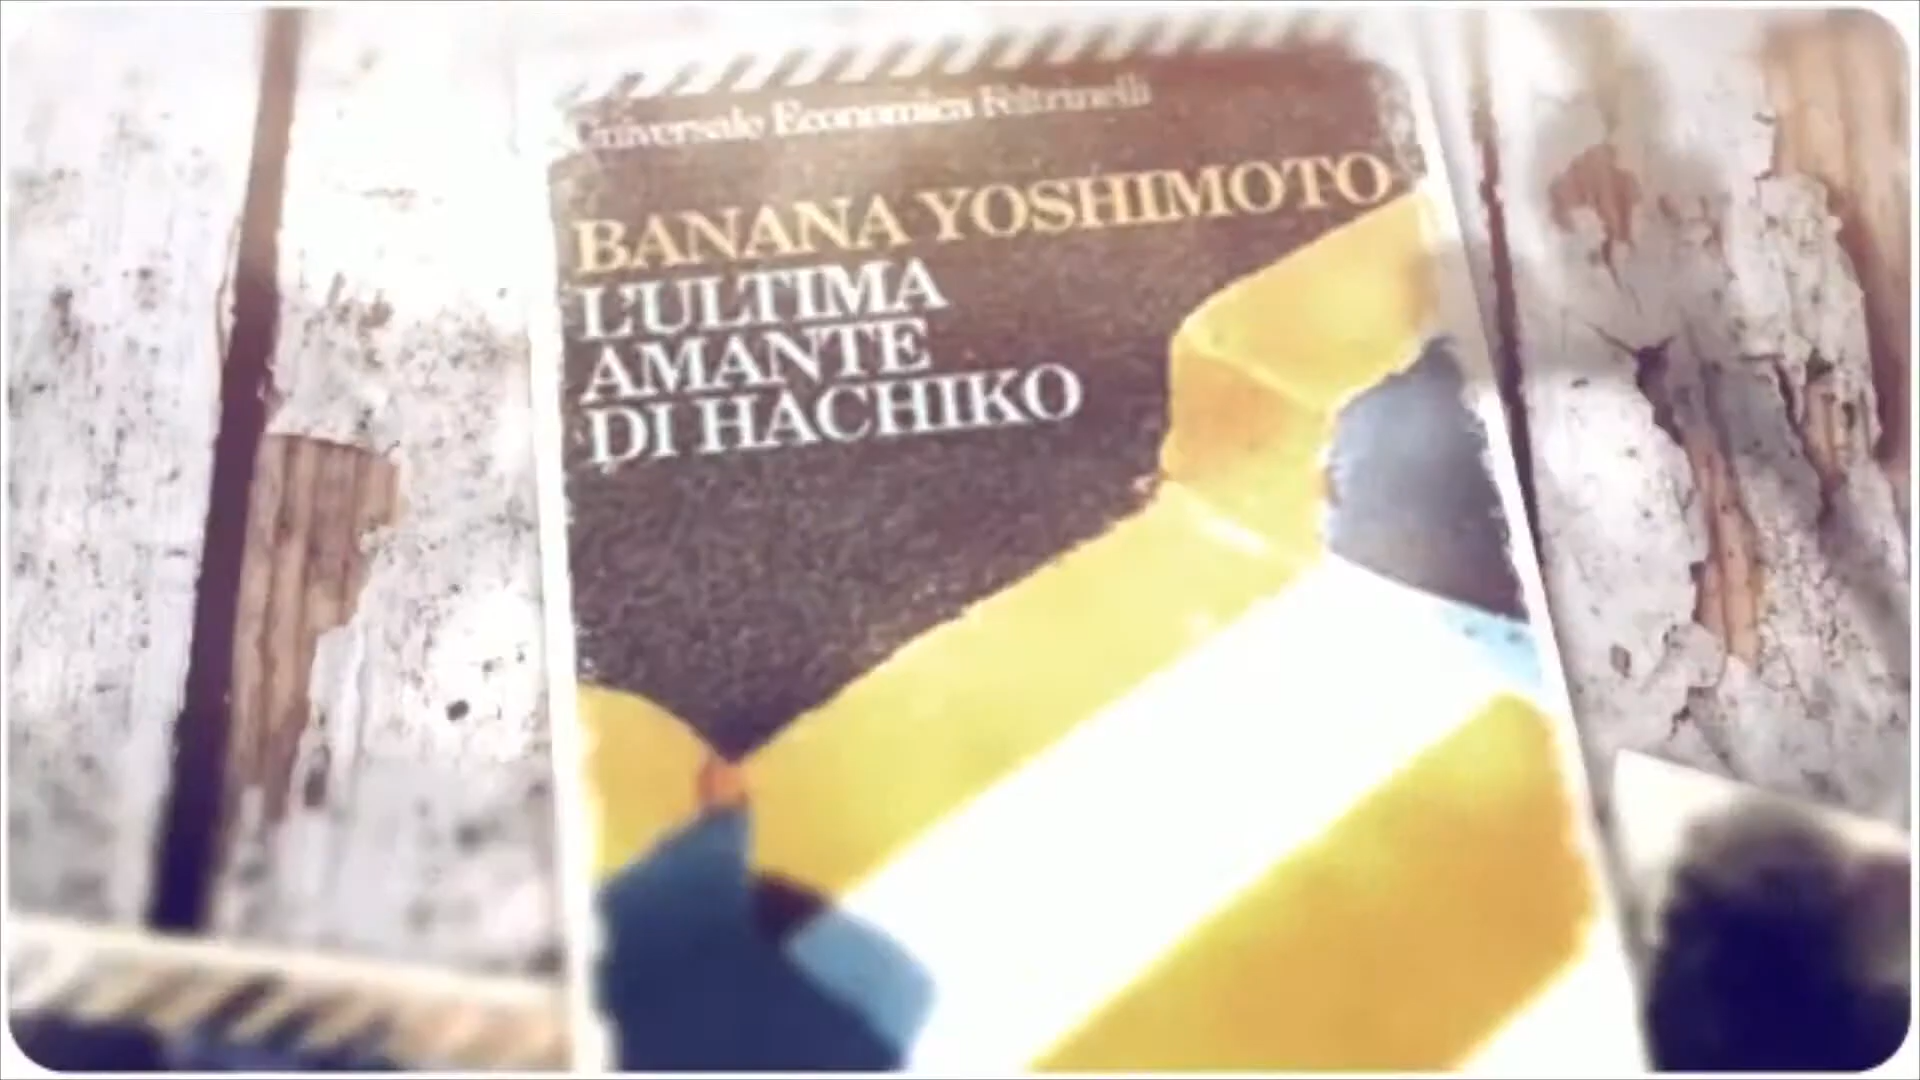 Universale Economica Feltrinelli
BANANA YOSHIMOTO
L'ULTIMA
AMANTE
DI HACHIKO